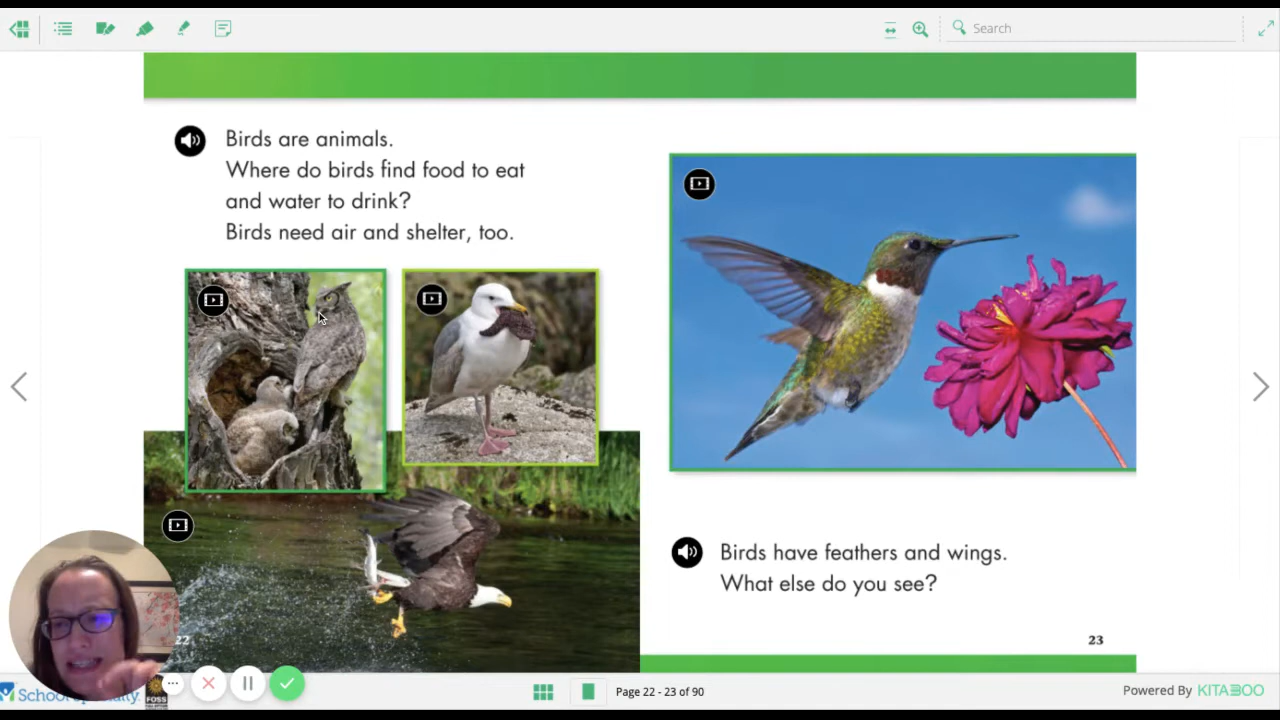 Search
Birds are animals.
Where do birds find food to eat
and water to drink?
Birds need air and shelter, too.
Birds have feathers and wings.
What else do you see?
22
23
FOSS
Page 22 - 23 of 90
Powered By KITABOO